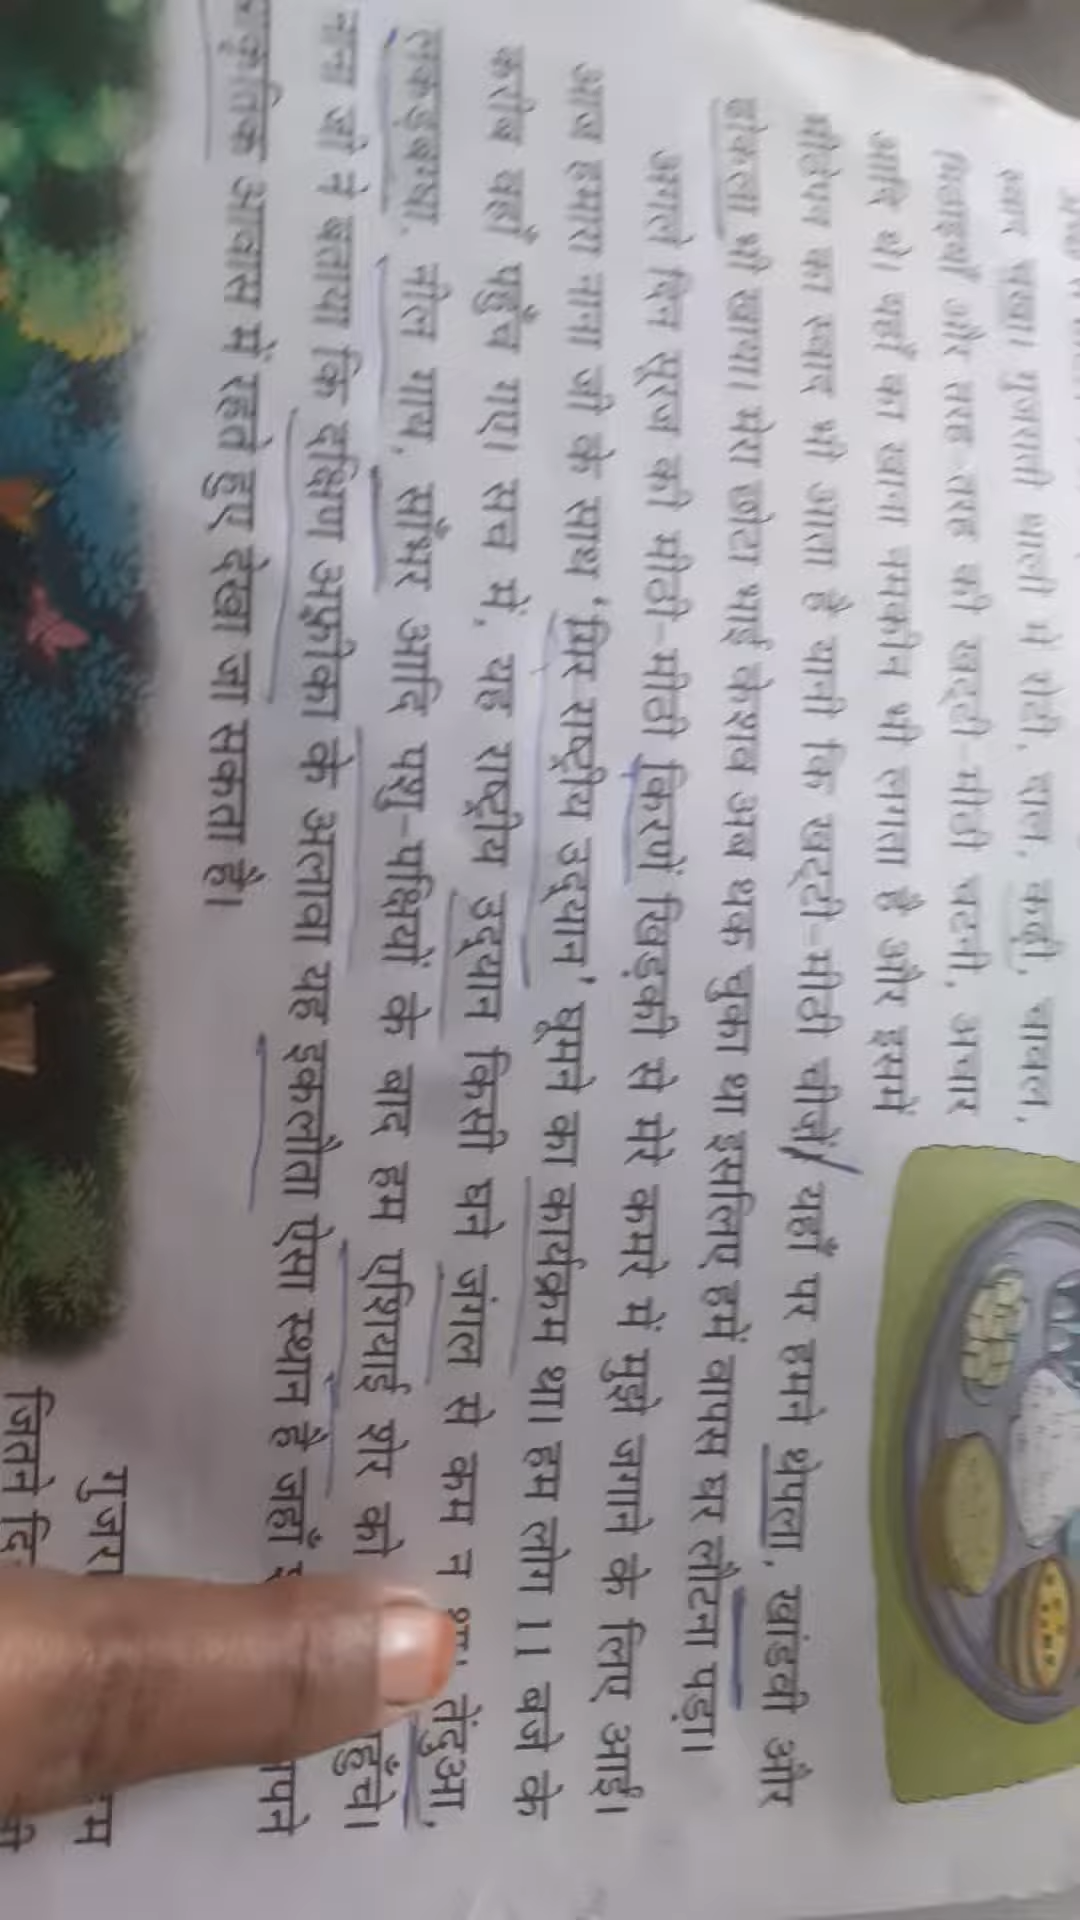 स्वाद चखा। गुजराती थाली में रोटी, दाल, कढ़ी, चावल,
मिठाइयाँ और तरह-तरह की खट्टी-मीठी चटनी, अचार
आदि थे। यहाँ का खाना नमकीन भी लगता है और इसमें
मीठेपन का स्वाद भी आता है यानी कि खट्टी-मीठी चीज़ें। यहाँ पर हमने थेपला, खांडवी और
ढोकला भी खाया। मेरा छोटा भाई केशव अब थक चुका था इसलिए हमें वापस घर लौटना पड़ा।
अगले दिन सूरज की मीठी-मीठी किरणें खिड़की से मेरे कमरे में मुझे जगाने के लिए आईं।
आज हमारा नाना जी के साथ 'गिर राष्ट्रीय उद्यान' घूमने का कार्यक्रम था। हम लोग 11 बजे के
करीब वहाँ पहुँच गए। सच में, यह राष्ट्रीय उद्यान किसी घने जंगल से कम न था। तेंदुआ,
लकड़बग्घा, नील गाय, साँभर आदि पशु-पक्षियों के बाद हम एशियाई शेर को
नाना जी ने बताया कि दक्षिण अफ्रीका के अलावा यह इकलौता ऐसा स्थान है जहाँ
आवास में रहते हुए देखा जा सकता है।
जितने